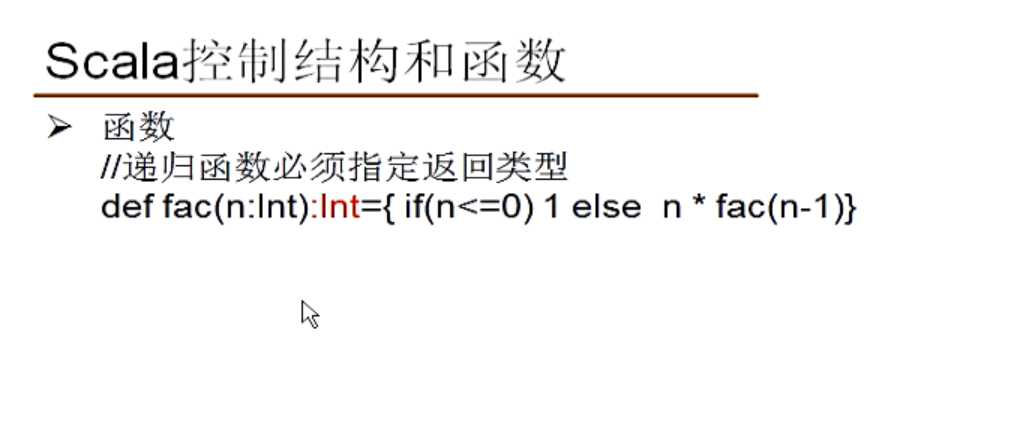 Scala控制结构和函数
➢ 函数
//递归函数必须指定返回类型
def fac(n:Int):Int={ if(n<=0) 1 else  n * fac(n-1)}